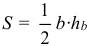 S = 1/2 b·h_b